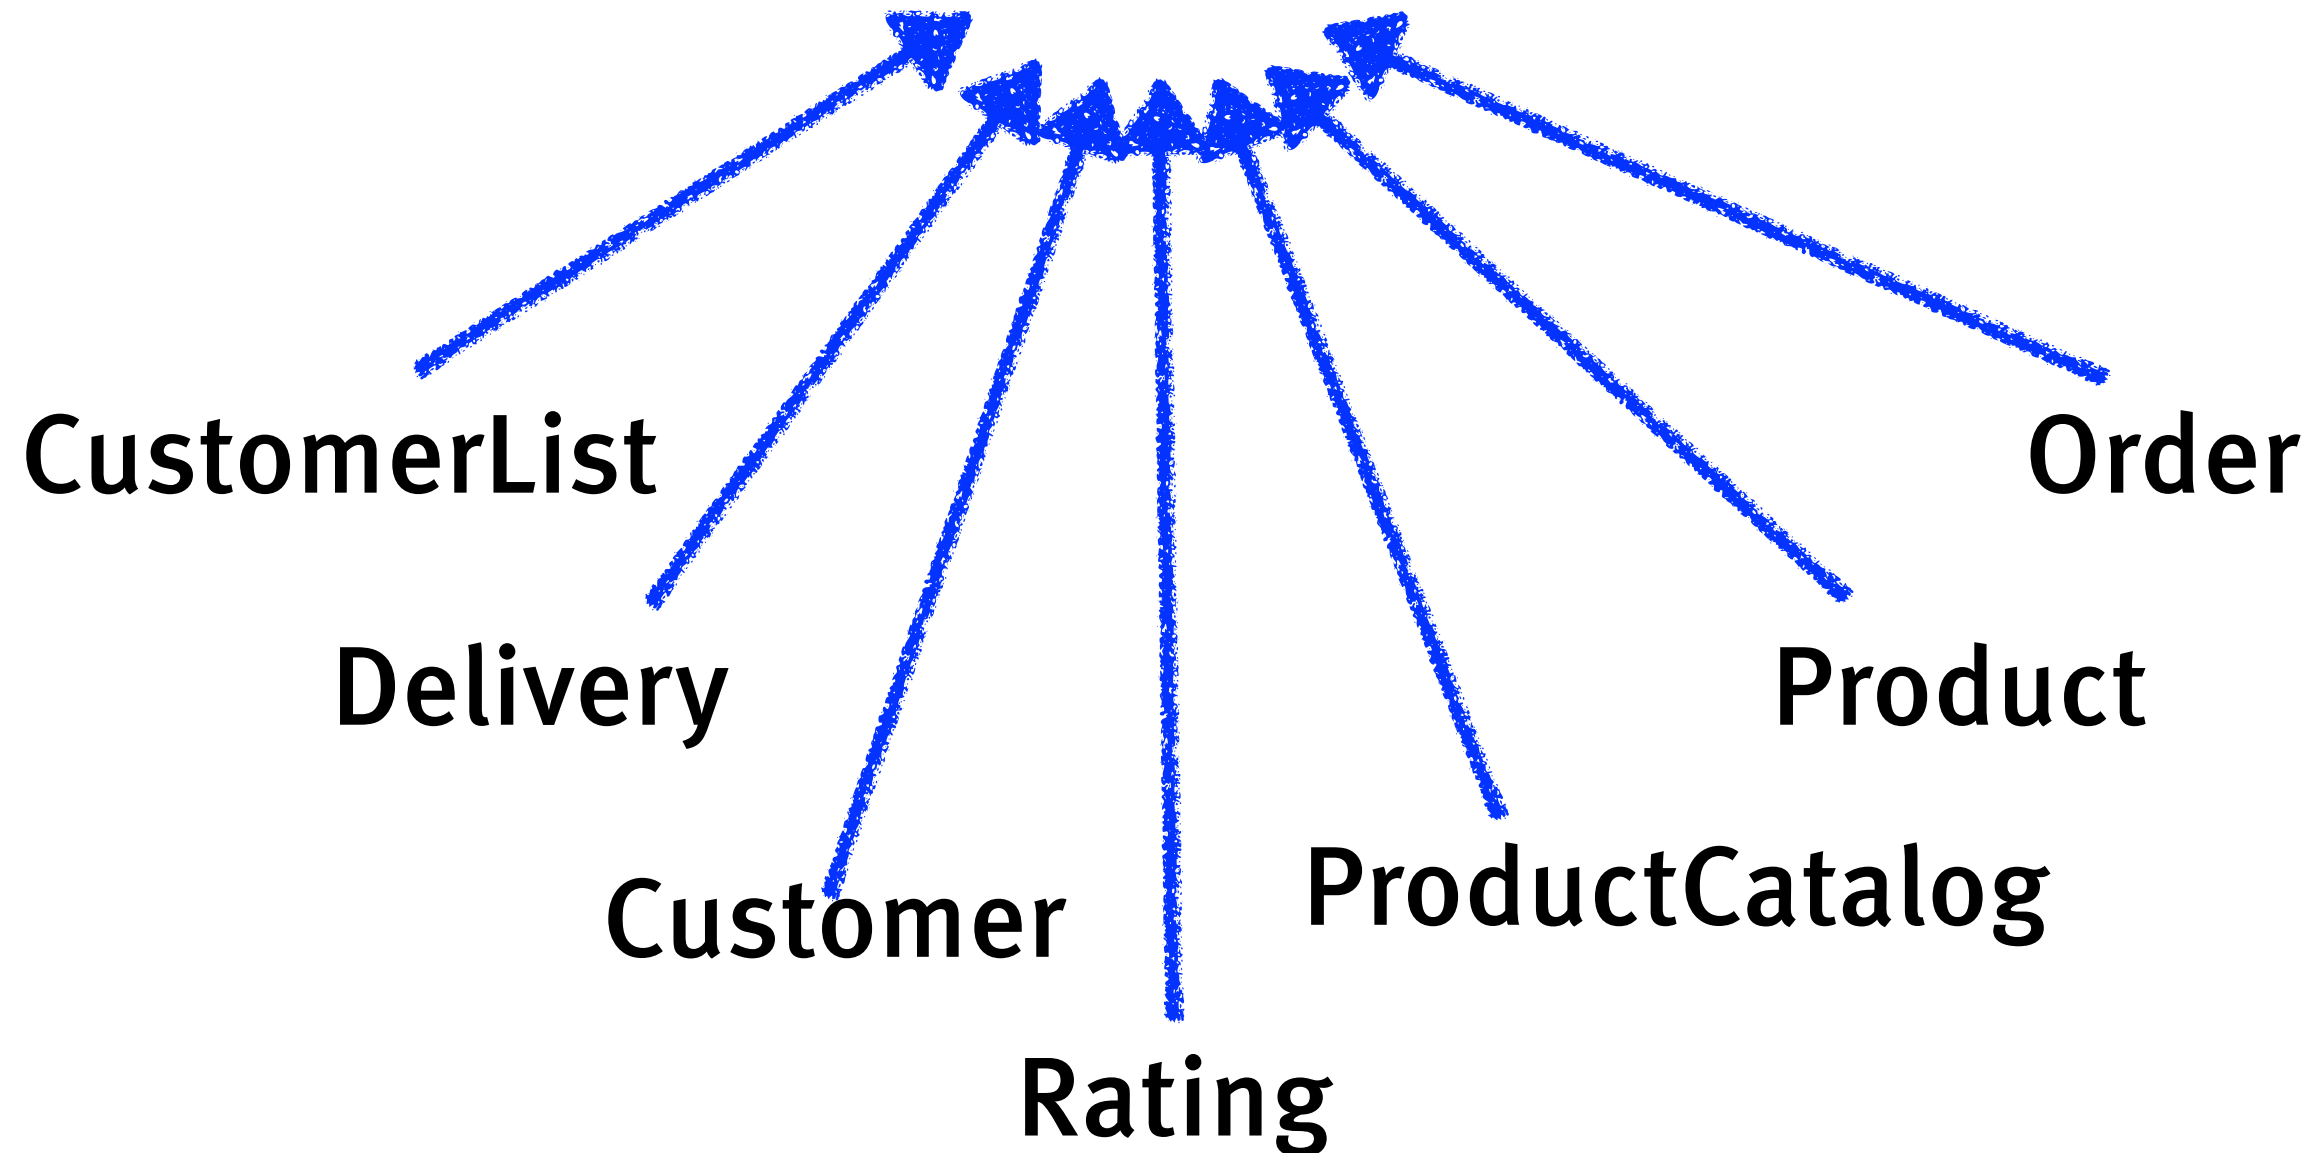 CustomerList
Order
Delivery
Product
Customer
ProductCatalog
Rating